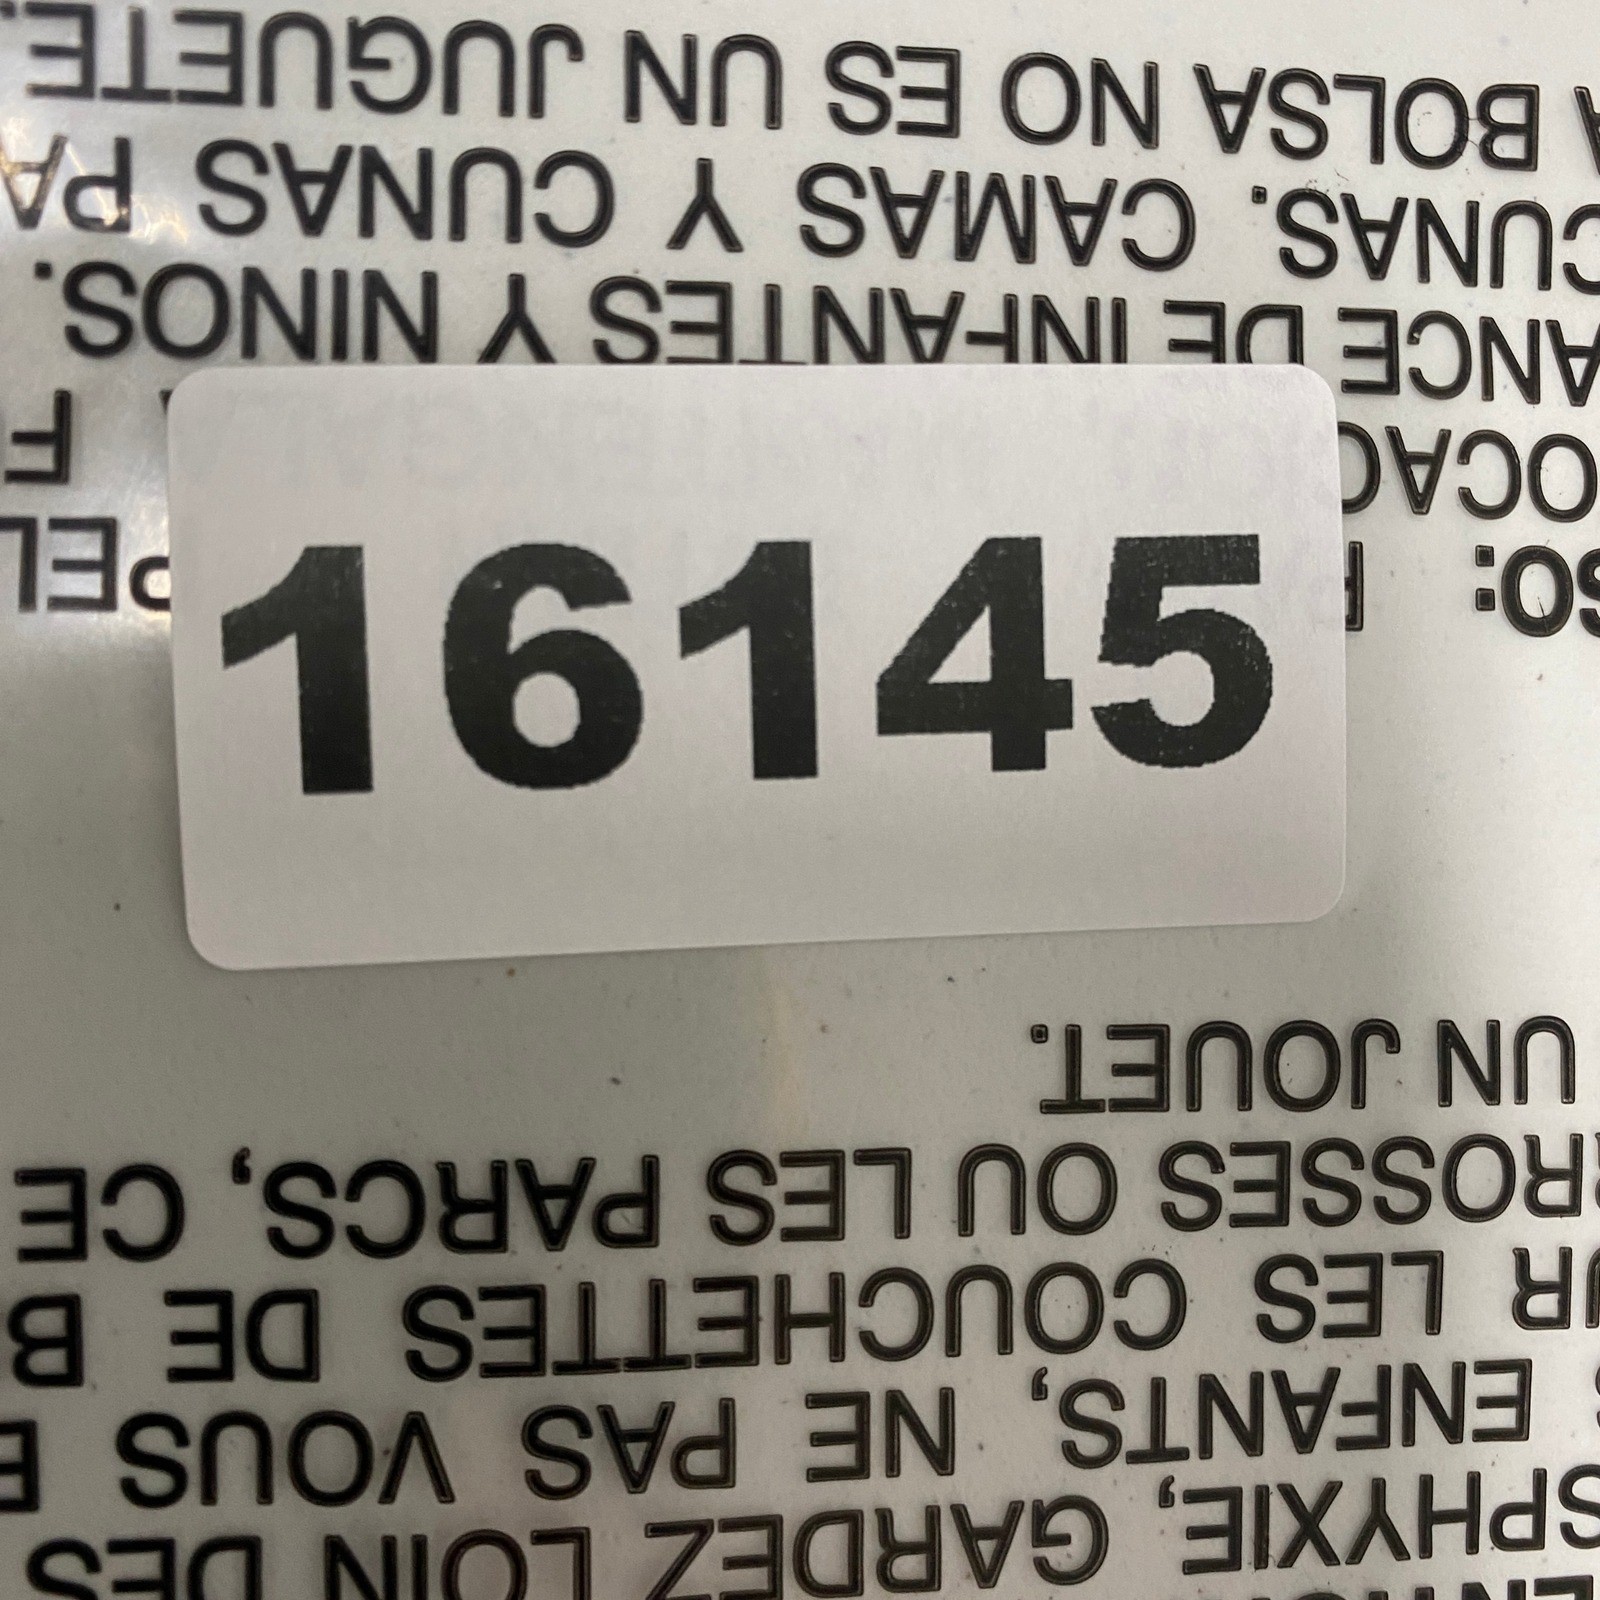 16145
SPHYXIE, GARDEZ LOIN DES
ENFANTS, NE PAS VOUS E
UR LES COUCHETTES DE B
ROSSES OU LES PARCS, CE
UN JOUET.
SO: PEL
OCAC F
ANCE DE INFANTES Y NINOS.
CUNAS. CAMAS Y CUNAS PA
A BOLSA NO ES UN JUGUETE.